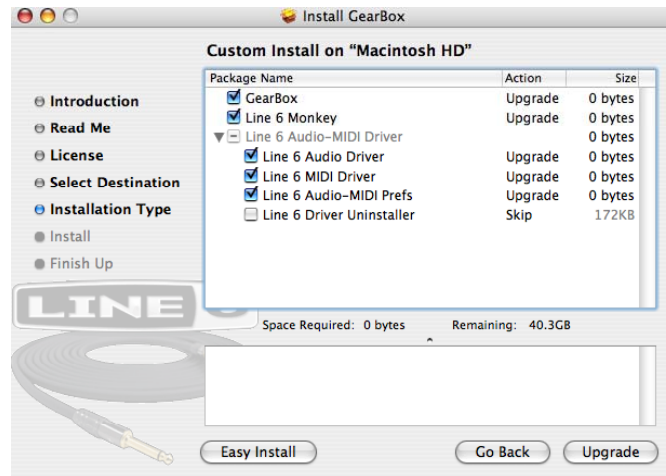 Install GearBox
Custom Install on “Macintosh HD”
Introduction
Read Me
License
Select Destination
Installation Type
Install
Finish Up
Package Name Action Size
GearBox Upgrade 0 bytes
Line 6 Monkey Upgrade 0 bytes
Line 6 Audio-MIDI Driver 0 bytes
Line 6 Audio Driver Upgrade 0 bytes
Line 6 MIDI Driver Upgrade 0 bytes
Line 6 Audio-MIDI Prefs Upgrade 0 bytes
Line 6 Driver Uninstaller Skip 172KB
LINE
Space Required: 0 bytes Remaining: 40.3GB
Easy Install Go Back Upgrade